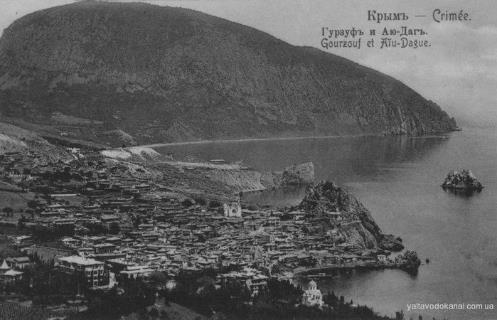 Крымъ – Crimée.
Гурзуфъ и Аю-Дагъ.
Gourzouf et Aïu-Dague.
yaltavodokanal.com.ua